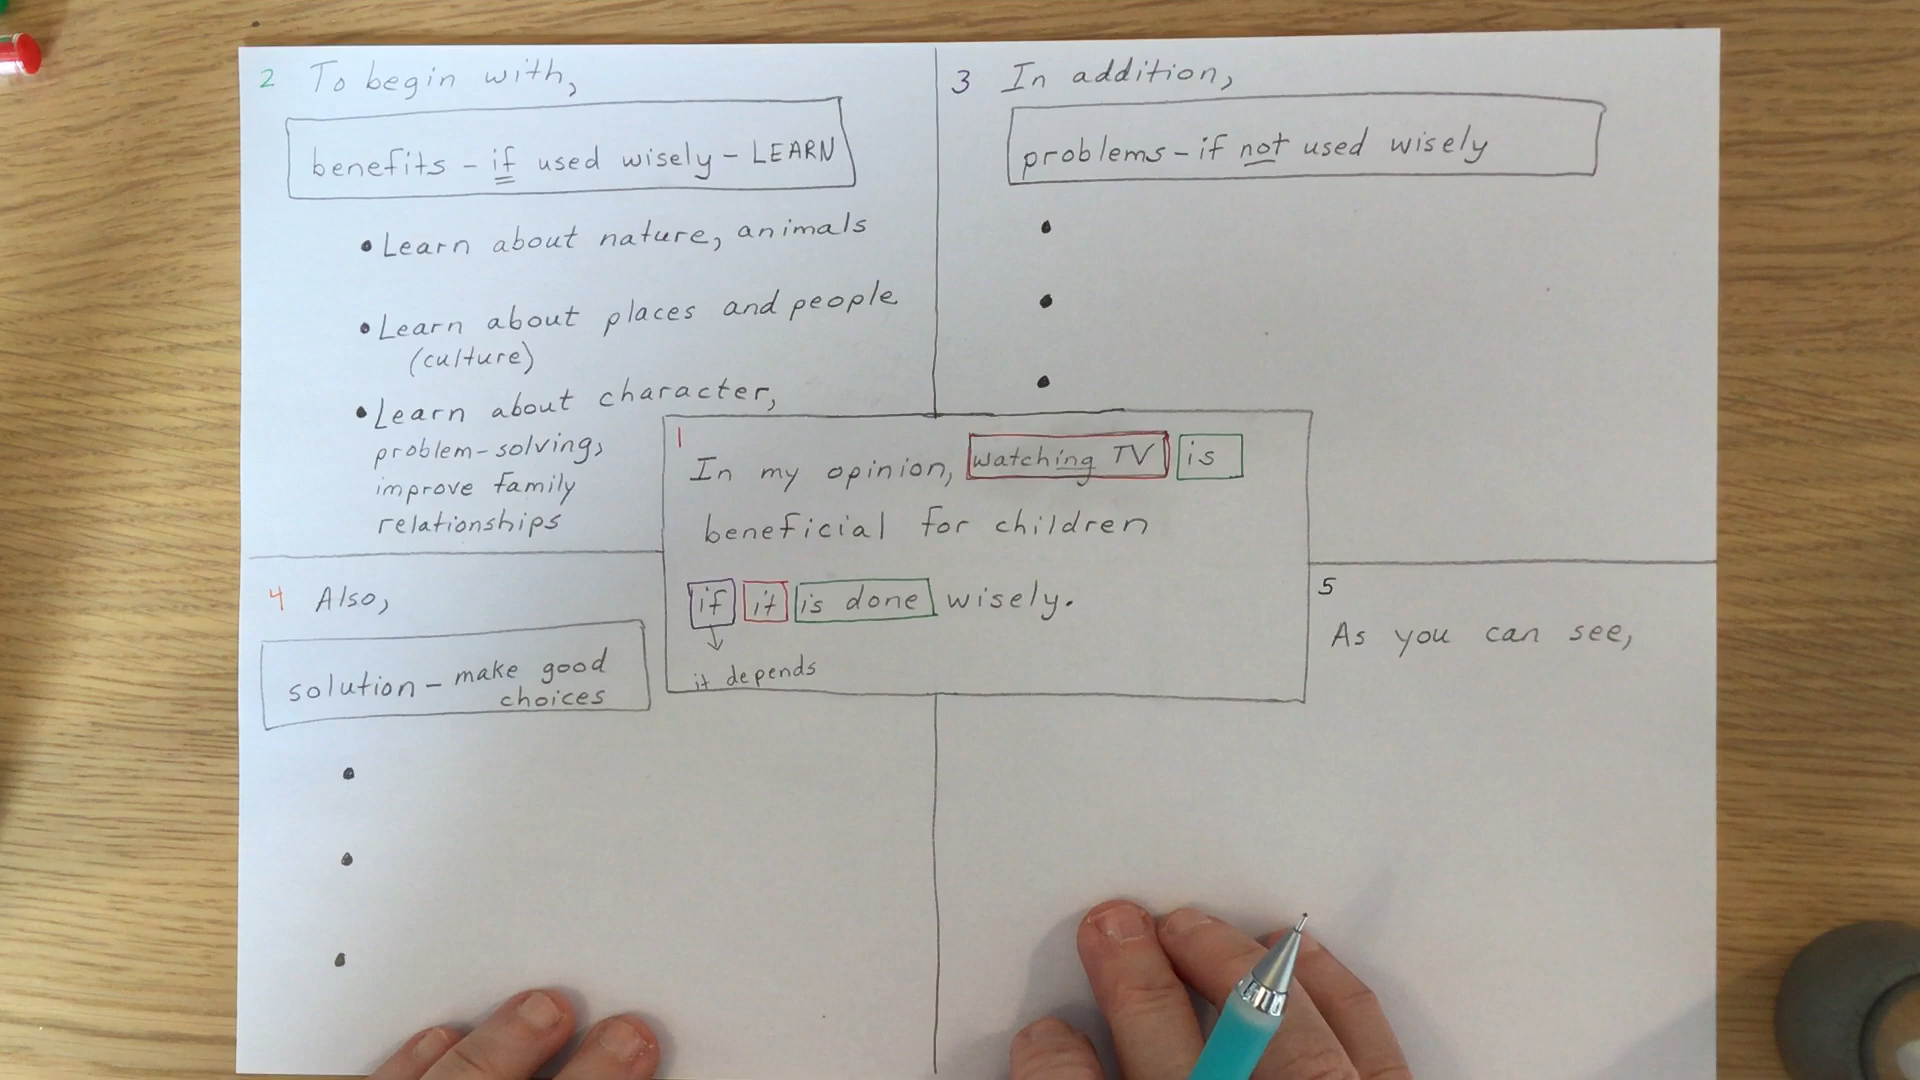 2 To begin with,
benefits - if used wisely - LEARN
• Learn about nature, animals
• Learn about places and people
(culture)
• Learn about character,
problem-solving,
improve family
relationships
3 In addition,
problems - if not used wisely
•
•
•
1
In my opinion, watching TV is
beneficial for children
if it is done wisely.
it depends
4 Also,
solution - make good
choices
•
•
•
5
As you can see,